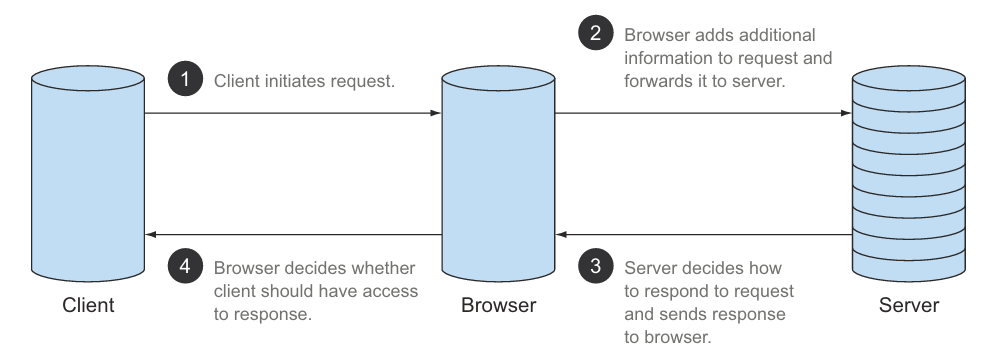 1
Client initiates request.
2
Browser adds additional
information to request and
forwards it to server.
4
Browser decides whether
client should have access
to response.
3
Server decides how
to respond to request
and sends response
to browser.
Client
Browser
Server